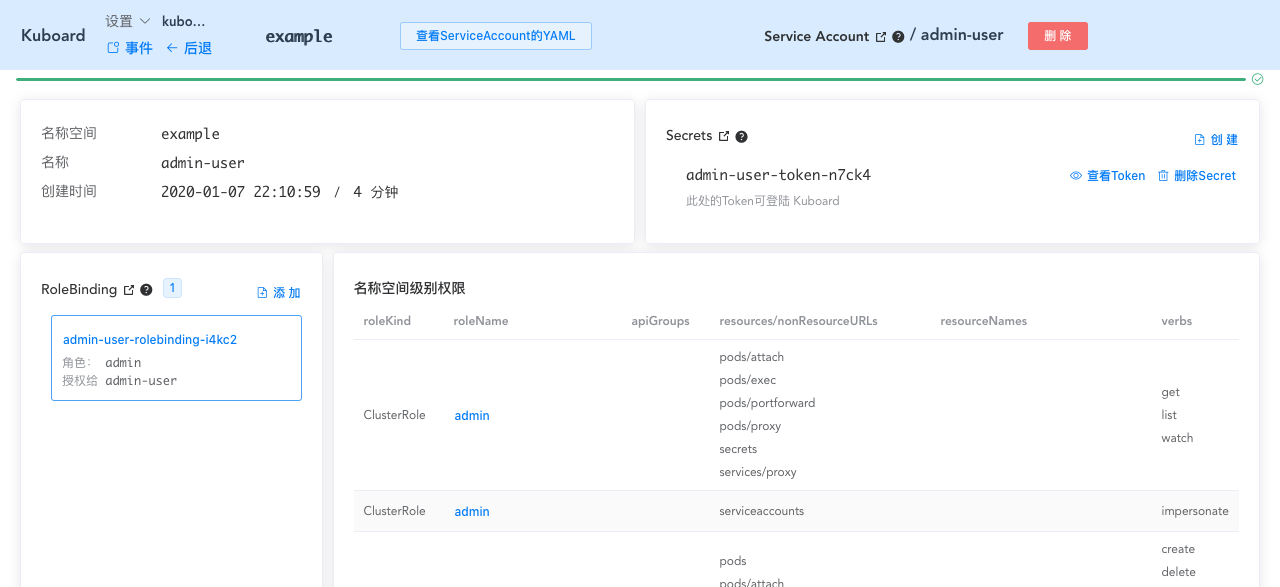 Kuboard
设置
kubo...
事件
后退
example
查看ServiceAccount的YAML
Service Account / admin-user
删 除
名称空间 example
名称 admin-user
创建时间 2020-01-07 22:10:59 / 4 分钟
Secrets
创 建
admin-user-token-n7ck4
查看Token
删除Secret
此处的Token可登陆 Kuboard
RoleBinding
1
添 加
admin-user-rolebinding-i4kc2
角色： admin
授权给 admin-user
名称空间级别权限
roleKind roleName apiGroups resources/nonResourceURLs resourceNames verbs
ClusterRole
admin
pods/attach
pods/exec
pods/portforward
pods/proxy
secrets
services/proxy
get
list
watch
ClusterRole admin serviceaccounts impersonate
pods
pods/attach
create
delete